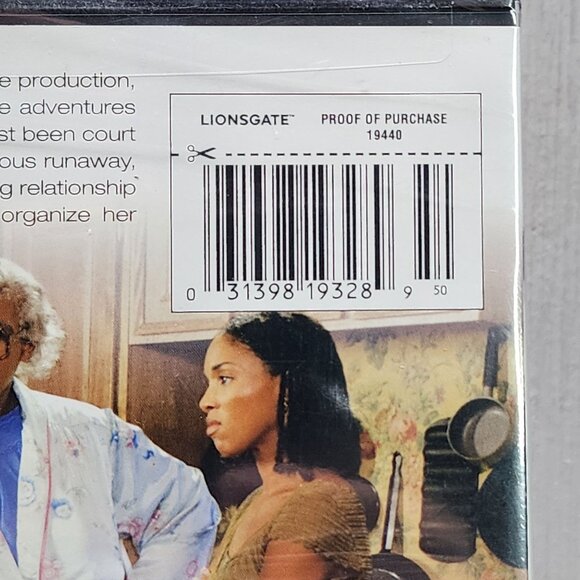 e production,
e adventures
st been court
ous runaway,
g relationship
organize her
LIONSGATE™ PROOF OF PURCHASE
19440
0 31398 19328 9 50